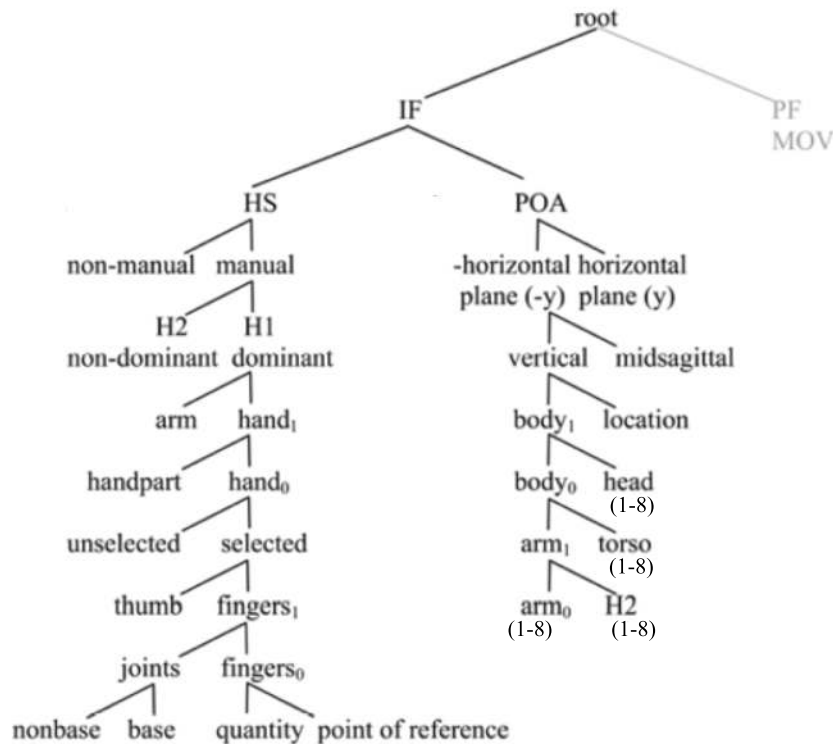 root
IF PF
MOV
HS POA
non-manual manual -horizontal horizontal
plane (-y) plane (y)
H2 H1
non-dominant dominant vertical midsagittal
arm hand₁ body₁ location
handpart hand₀ body₀ head
(1-8)
unselected selected arm₁ torso
(1-8)
thumb fingers₁ arm₀ H2
(1-8) (1-8)
joints fingers₀
nonbase base quantity point of reference